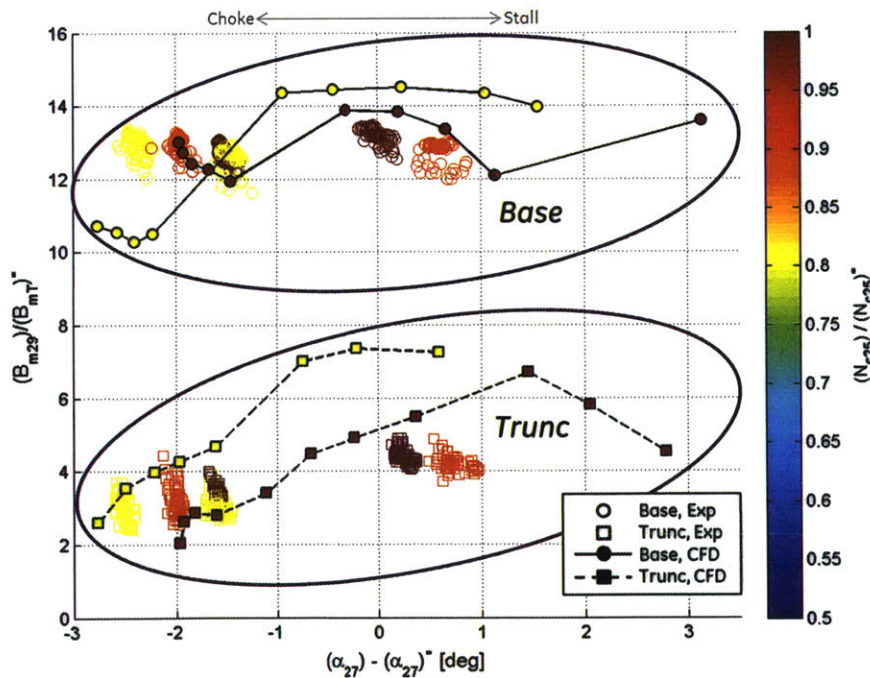 Choke Stall
16
14
12
10
8
6
4
2
0
-3 -2 -1 0 1 2 3
(B_m29)/(B_mT)*
(α_27) - (α_27)* [deg]
Base
Trunc
Base, Exp
Trunc, Exp
Base, CFD
Trunc, CFD
1
0.95
0.9
0.85
0.8
0.75
0.7
0.65
0.6
0.55
0.5
(N_c25) / (N_c25)*